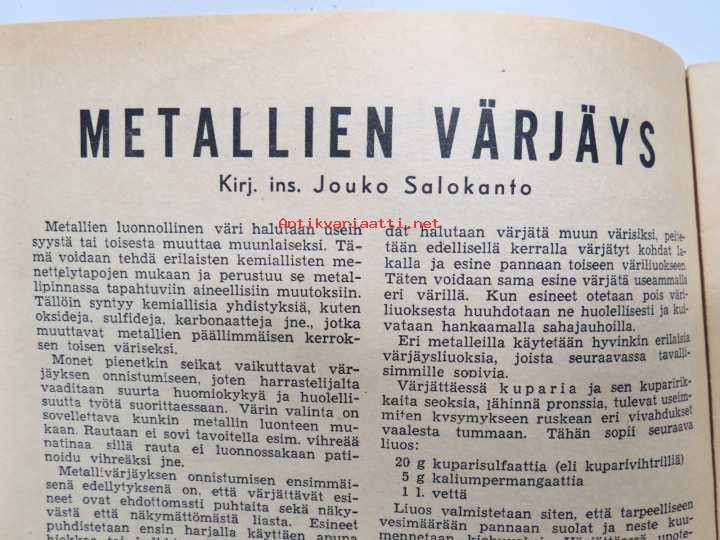 METALLIEN VÄRJÄYS
Kirj. ins. Jouko Salokanto
Antikvariaatti.net
Metallien luonnollinen väri halutaan usein
syystä tai toisesta muuttaa muunlaiseksi. Tä-
mä voidaan tehdä erilaisten kemiallisten me-
nettelytapojen mukaan ja perustuu se metal-
lipinnassa tapahtuviin aineellisiin muutoksiin.
Tällöin syntyy kemiallisia yhdistyksiä, kuten
oksideja, sulfideja, karbonaatteja jne., jotka
muuttavat metallien päällimmäisen kerrok-
sen toisen väriseksi.
Monet pienetkin seikat vaikuttavat vär-
jäyksen onnistumiseen, joten harrastelijalta
vaaditaan suurta huomiokykyä ja huolelli-
suutta työtä suorittaessaan. Värin valinta on
sovellettava kunkin metallin luonteen mu-
kaan. Rautaan ei sovi tavoitella esim. vihreää
patinaa, sillä rauta ei luonnossakaan pati-
noidu vihreäksi jne.
Metallivärjäyksen onnistumisen ensimmäi-
senä edellytyksenä on, että värjättävät esi-
neet ovat ehdottomasti puhtaita sekä näky-
västä että näkymättömästä liasta. Esineet
puhdistetaan ensin harjalla käyttäen apuna
dat halutaan värjätä muun värisiksi, peite-
tään edellisellä kerralla värjätyt kohdat la-
kalla ja esine pannaan toiseen väriliuokseen.
Täten voidaan sama esine värjätä useammalla
eri värillä. Kun esineet otetaan pois väri-
liuoksesta huuhdotaan ne huolellisesti ja kui-
vataan hankaamalla sahajauhoilla.
Eri metalleilla käytetään hyvinkin erilaisia
värjäysliuoksia, joista seuraavassa tavalli-
simmille sopivia.
Värjättäessä kuparia ja sen kuparirik-
kaita seoksia, lähinnä pronssia, tulevat useim-
miten kysymykseen ruskean eri vivahdukset
vaalesta tummaan. Tähän sopii seuraava
liuos:
20 g kuparisulfaattia (eli kuparivihtrilliä)
5 g kaliumpermangaattia
1 l. vettä
Liuos valmistetaan siten, että tarpeelliseen
vesimäärään pannaan suolat ja neste kuu-